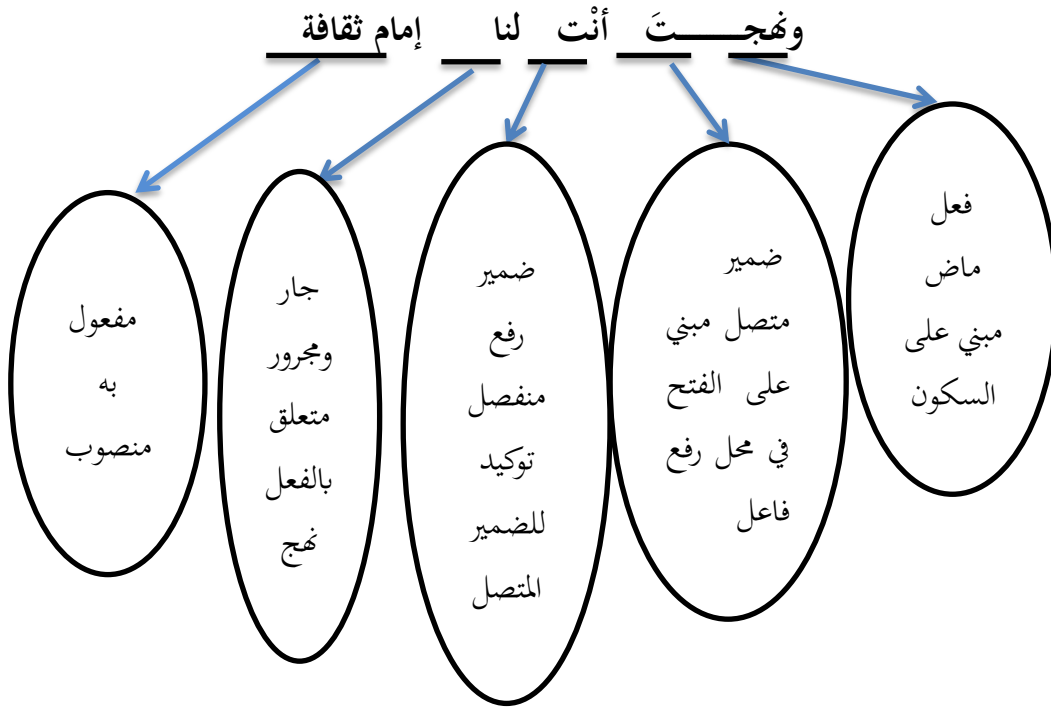 ونهجـــــــتَ أنْت لنا إمام ثقافة
فعل
ماض
مبني على
السكون
ضمير
متصل مبني
على الفتح
في محل رفع
فاعل
ضمير
رفع
منفصل
توكيد
للضمير
المتصل
جار
ومجرور
متعلق
بالفعل
نهج
مفعول
به
منصوب